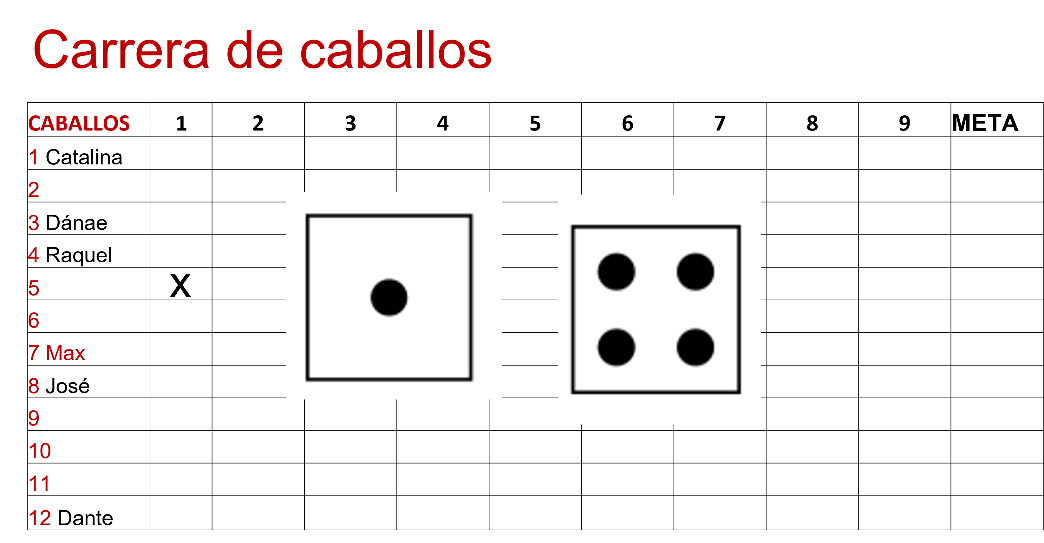 Carrera de caballos
CABALLOS 1 2 3 4 5 6 7 8 9 META
1 Catalina
2
3 Dánae
4 Raquel
5 X
6
7 Max
8 José
9
10
11
12 Dante